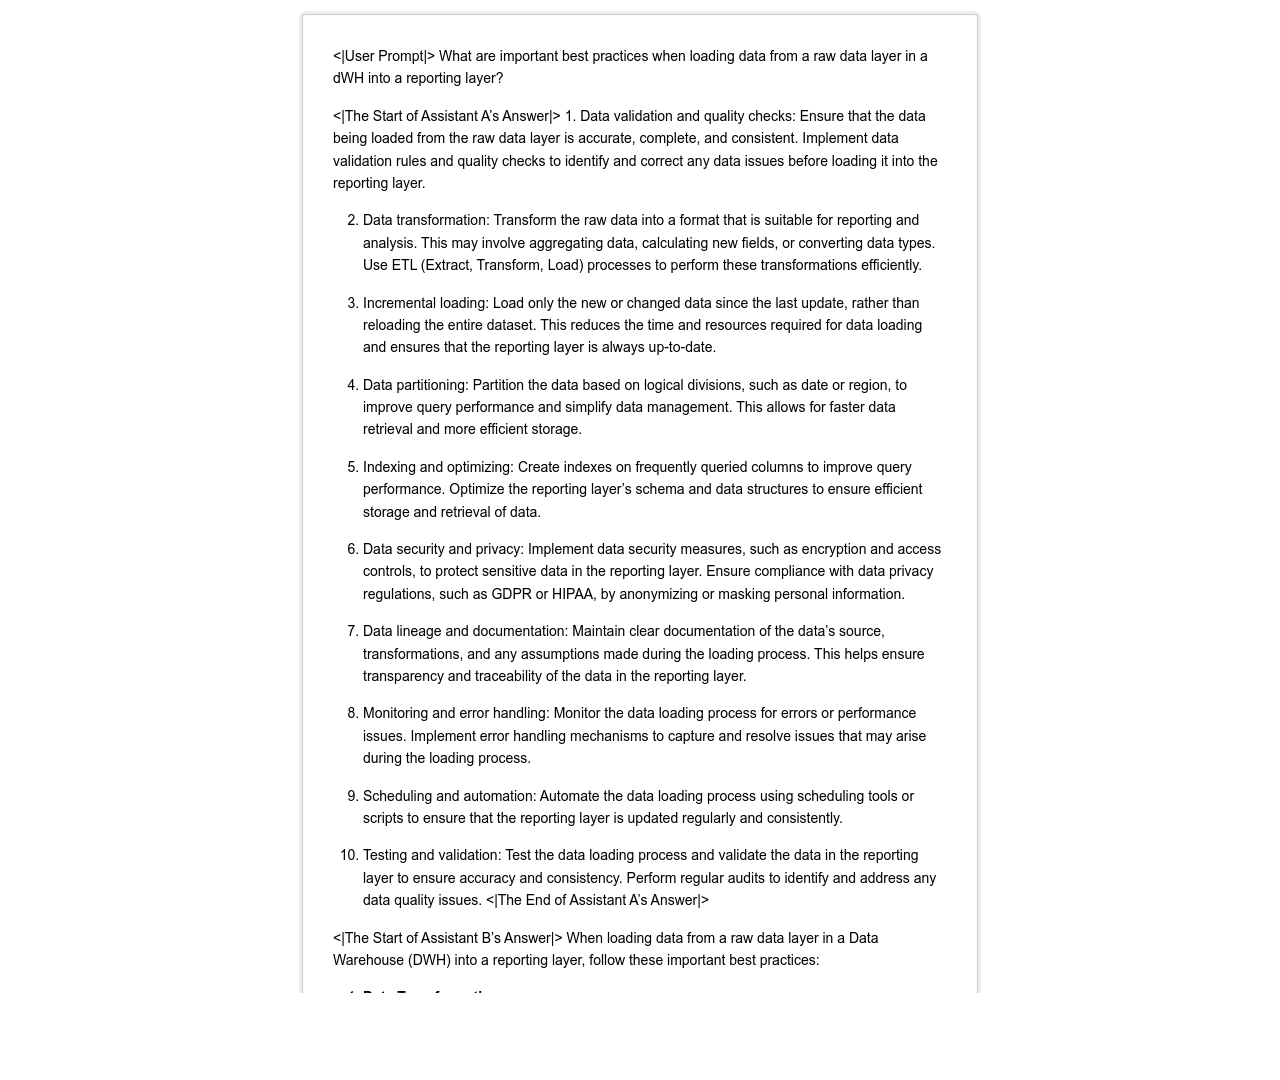 <|User Prompt|> What are important best practices when loading data from a raw data layer in a
dWH into a reporting layer?
<|The Start of Assistant A’s Answer|> 1. Data validation and quality checks: Ensure that the data
being loaded from the raw data layer is accurate, complete, and consistent. Implement data
validation rules and quality checks to identify and correct any data issues before loading it into the
reporting layer.
2. Data transformation: Transform the raw data into a format that is suitable for reporting and
analysis. This may involve aggregating data, calculating new fields, or converting data types.
Use ETL (Extract, Transform, Load) processes to perform these transformations efficiently.
3. Incremental loading: Load only the new or changed data since the last update, rather than
reloading the entire dataset. This reduces the time and resources required for data loading
and ensures that the reporting layer is always up-to-date.
4. Data partitioning: Partition the data based on logical divisions, such as date or region, to
improve query performance and simplify data management. This allows for faster data
retrieval and more efficient storage.
5. Indexing and optimizing: Create indexes on frequently queried columns to improve query
performance. Optimize the reporting layer’s schema and data structures to ensure efficient
storage and retrieval of data.
6. Data security and privacy: Implement data security measures, such as encryption and access
controls, to protect sensitive data in the reporting layer. Ensure compliance with data privacy
regulations, such as GDPR or HIPAA, by anonymizing or masking personal information.
7. Data lineage and documentation: Maintain clear documentation of the data’s source,
transformations, and any assumptions made during the loading process. This helps ensure
transparency and traceability of the data in the reporting layer.
8. Monitoring and error handling: Monitor the data loading process for errors or performance
issues. Implement error handling mechanisms to capture and resolve issues that may arise
during the loading process.
9. Scheduling and automation: Automate the data loading process using scheduling tools or
scripts to ensure that the reporting layer is updated regularly and consistently.
10. Testing and validation: Test the data loading process and validate the data in the reporting
layer to ensure accuracy and consistency. Perform regular audits to identify and address any
data quality issues. <|The End of Assistant A’s Answer|>
<|The Start of Assistant B’s Answer|> When loading data from a raw data layer in a Data
Warehouse (DWH) into a reporting layer, follow these important best practices: